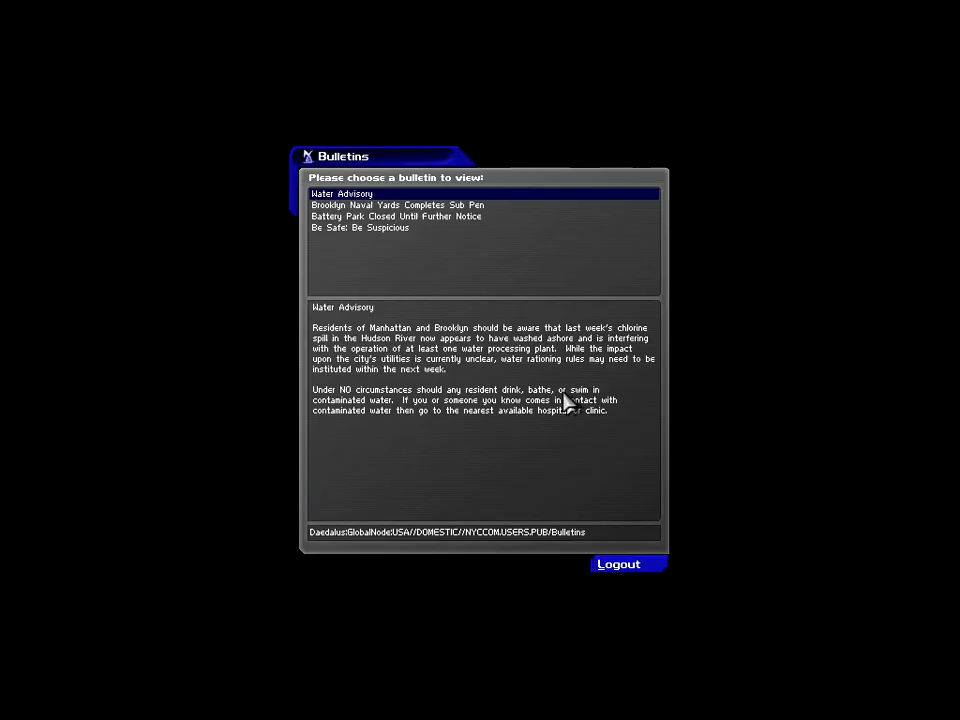 Bulletins
Please choose a bulletin to view:
Water Advisory
Brooklyn Naval Yards Completes Sub Pen
Battery Park Closed Until Further Notice
Be Safe: Be Suspicious
Water Advisory
Residents of Manhattan and Brooklyn should be aware that last week's chlorine
spill in the Hudson River now appears to have washed ashore and is interfering
with the operation of at least one water processing plant.  While the impact
upon the city's utilities is currently unclear, water rationing rules may need to be
instituted within the next week.
Under NO circumstances should any resident drink, bathe, or swim in
contaminated water.  If you or someone you know comes in contact with
contaminated water then go to the nearest available hospital or clinic.
Daedalus:GlobalNode:USA//DOMESTIC//NYCCOM.USERS.PUB/Bulletins
Logout